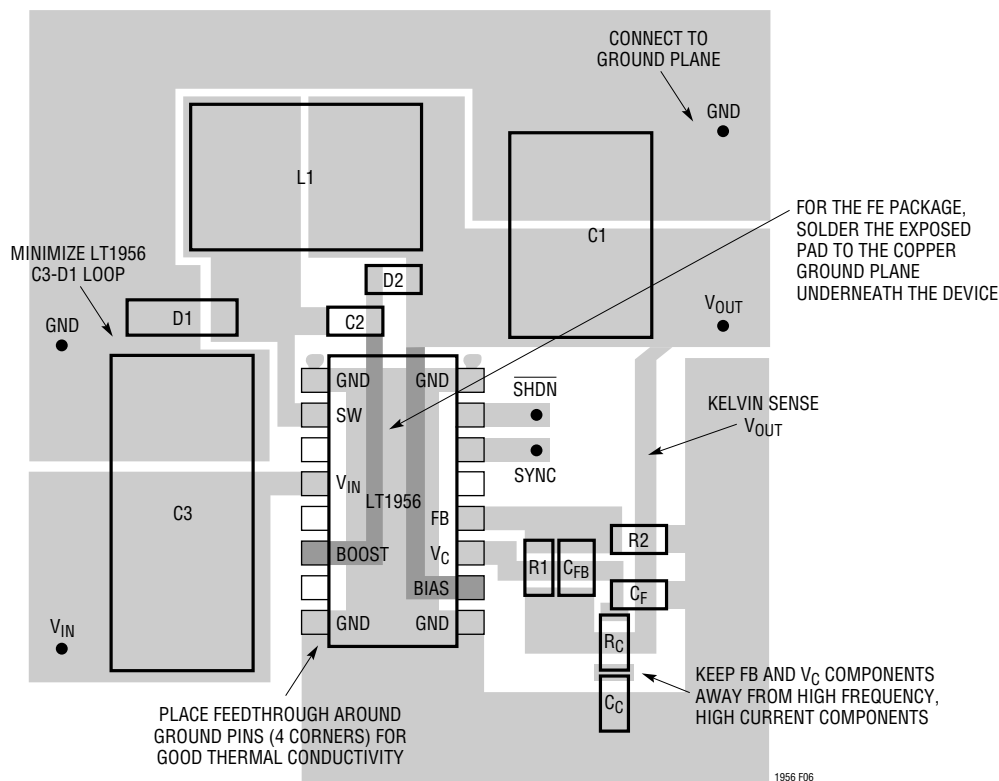 CONNECT TO
GROUND PLANE
GND
L1
C1
FOR THE FE PACKAGE,
SOLDER THE EXPOSED
PAD TO THE COPPER
GROUND PLANE
UNDERNEATH THE DEVICE
MINIMIZE LT1956
C3-D1 LOOP
D2
GND
D1
C2
VOUT
GND
GND
SHDN
SW
KELVIN SENSE
VOUT
SYNC
VIN
LT1956
C3
FB
R2
BOOST
VC
R1
CFB
BIAS
CF
VIN
GND
GND
RC
KEEP FB AND VC COMPONENTS
AWAY FROM HIGH FREQUENCY,
HIGH CURRENT COMPONENTS
CC
PLACE FEEDTHROUGH AROUND
GROUND PINS (4 CORNERS) FOR
GOOD THERMAL CONDUCTIVITY
1956 F06